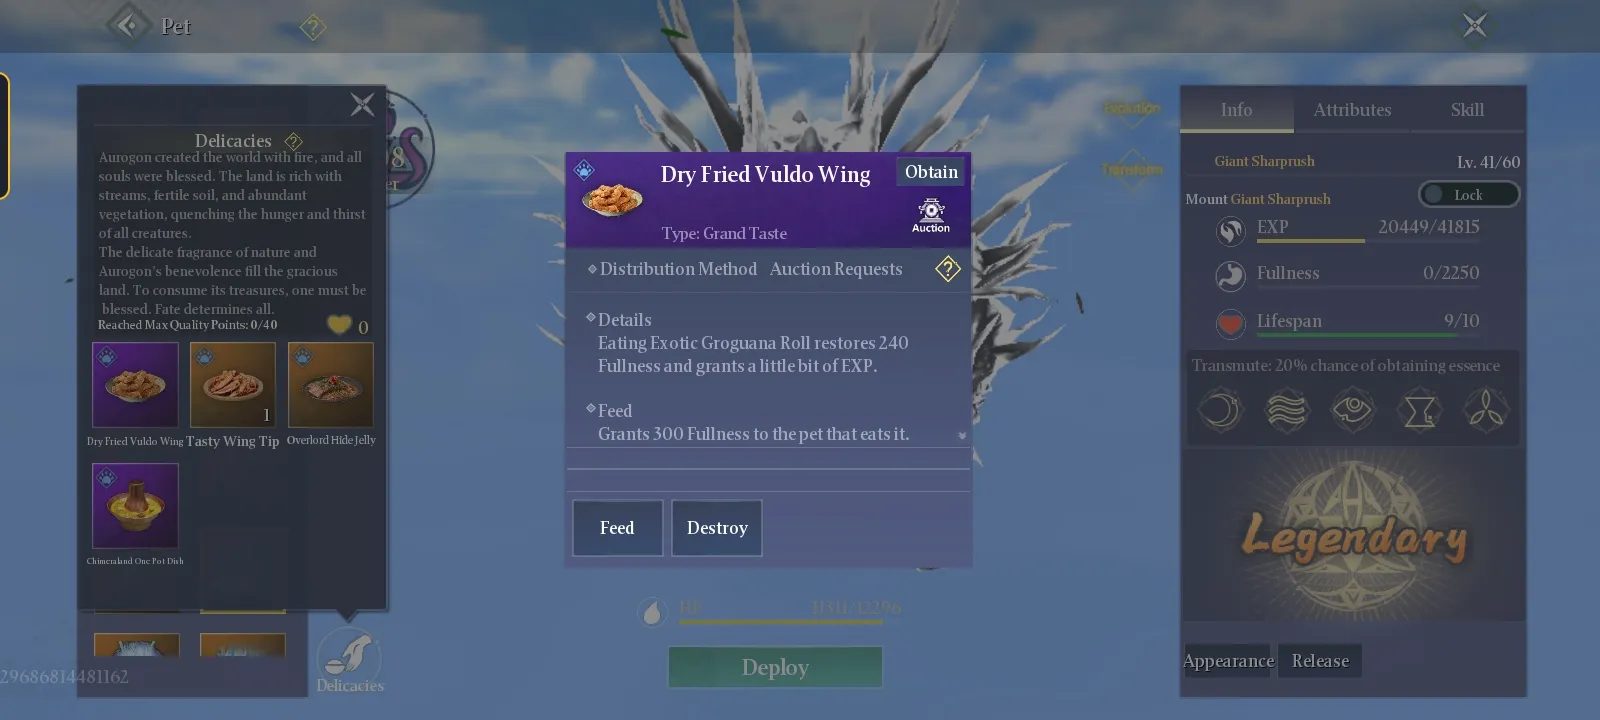 Pet
Delicacies
Aurogon created the world with fire, and all
souls were blessed. The land is rich with
streams, fertile soil, and abundant
vegetation, quenching the hunger and thirst
of all creatures.
The delicate fragrance of nature and
Aurogon's benevolence fill the gracious
land. To consume its treasures, one must be
blessed. Fate determines all.
Reached Max Quality Points: 0/40
0
1
Dry Fried Vuldo Wing
Tasty Wing Tip
Overlord Hide Jelly
Chimeraland One Pot Dish
Delicacies
29686814481162
Dry Fried Vuldo Wing
Obtain
Type: Grand Taste
Auction
Distribution Method Auction Requests
Details
Eating Exotic Groguana Roll restores 240
Fullness and grants a little bit of EXP.
Feed
Grants 300 Fullness to the pet that eats it.
Feed
Destroy
HP
Deploy
Evolution
Transform
Info
Attributes
Skill
Giant Sharprush
Lv. 41/60
Mount Giant Sharprush
Lock
EXP 20449/41815
Fullness 0/2250
Lifespan 9/10
Transmute: 20% chance of obtaining essence
Legendary
Appearance
Release